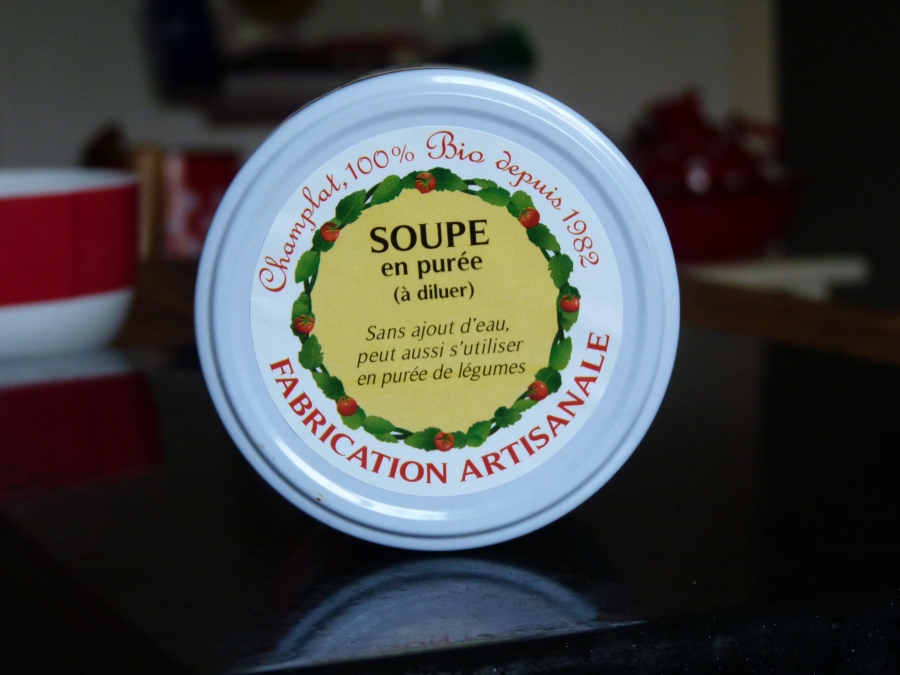 Champlat, 100% Bio depuis 1982
SOUPE
en purée
(à diluer)
Sans ajout d'eau,
peut aussi s'utiliser
en purée de légumes
FABRICATION ARTISANALE